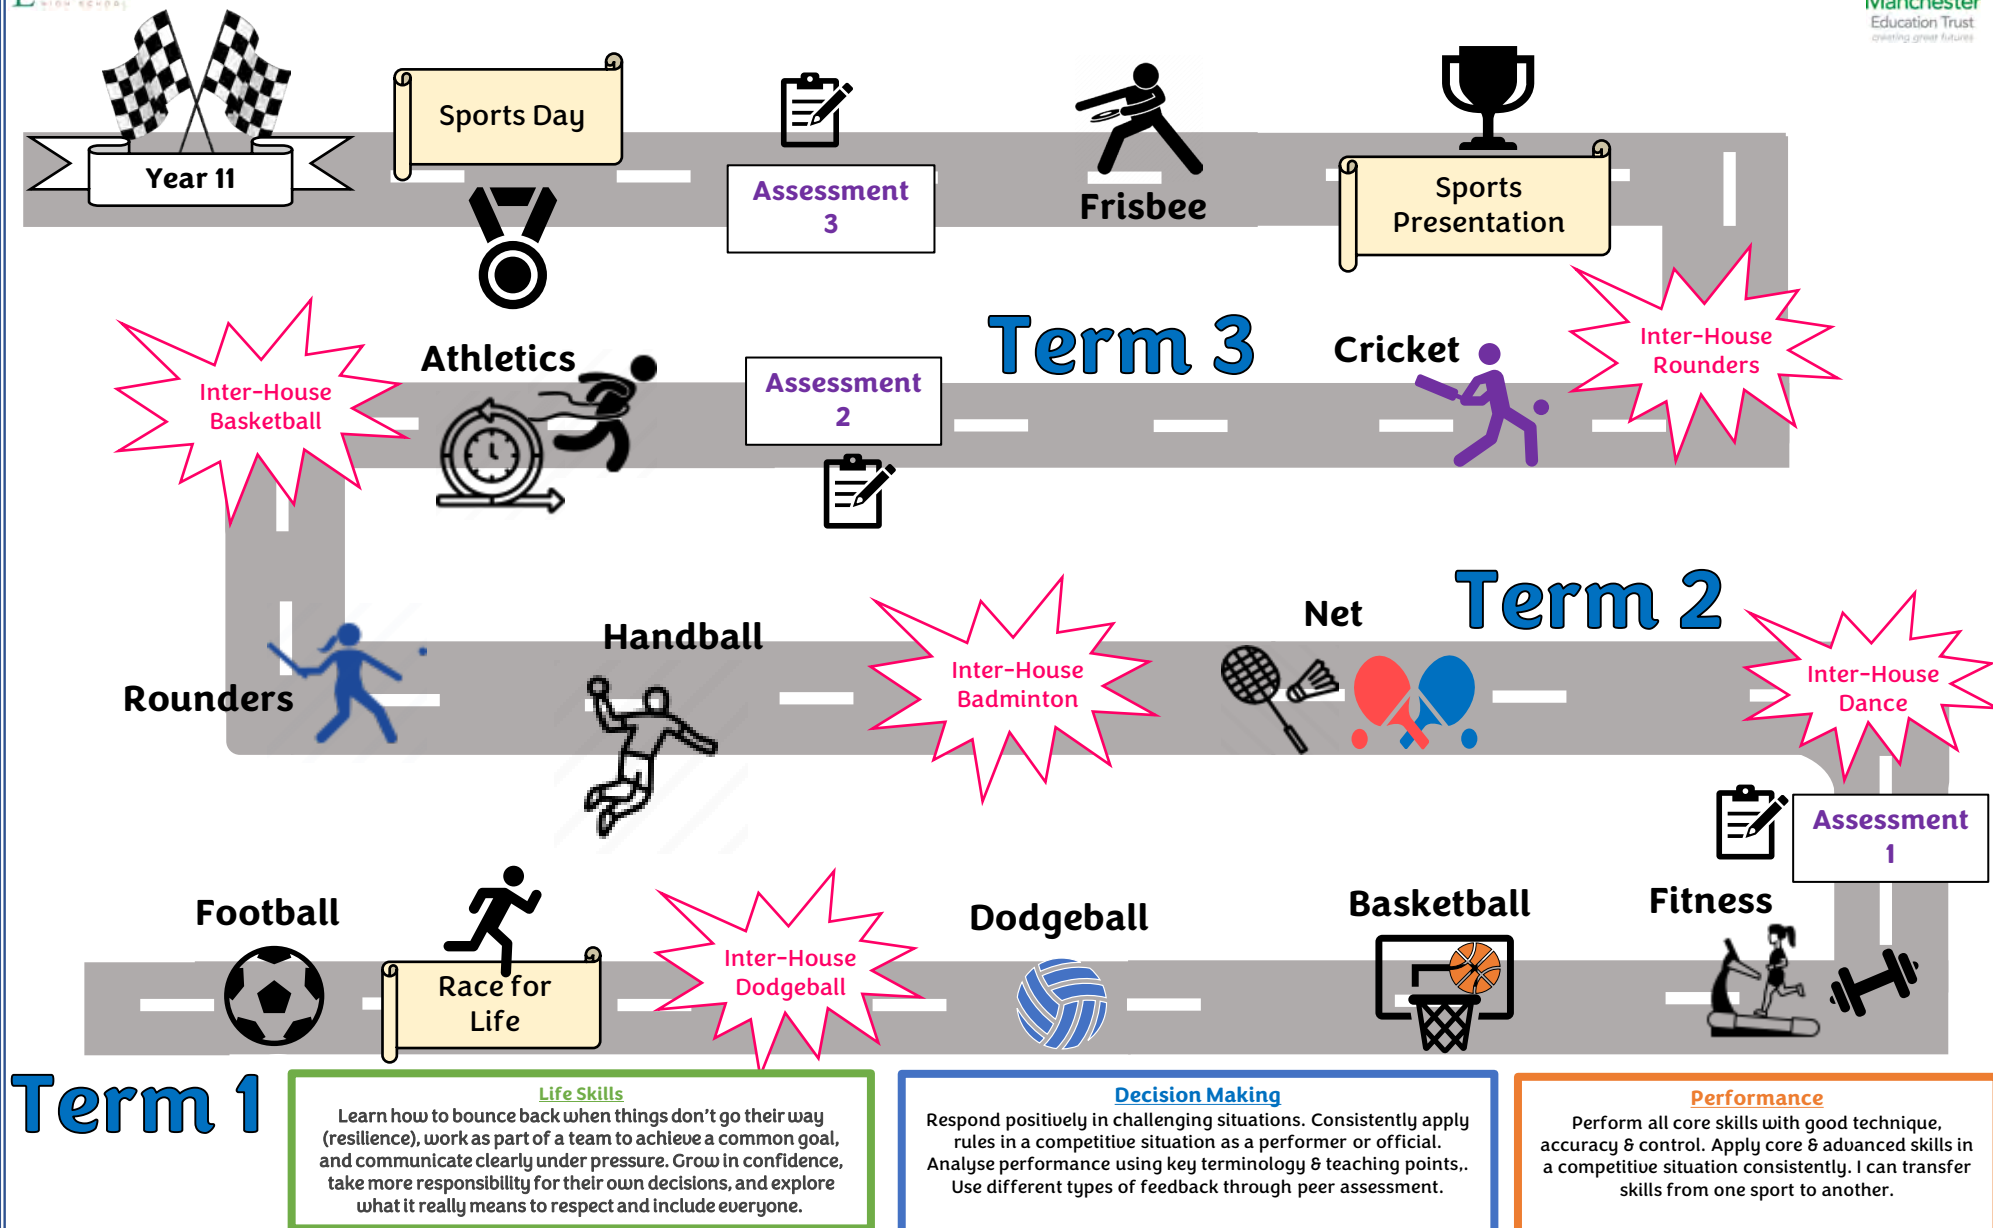 HIGH SCHOOL
Manchester
Education Trust
creating great futures
Year 11
Sports Day
Assessment
3
Frisbee
Sports
Presentation
Inter-House
Basketball
Athletics
Assessment
2
Term 3
Cricket
Inter-House
Rounders
Rounders
Handball
Inter-House
Badminton
Net
Term 2
Inter-House
Dance
Assessment
1
Football
Race for
Life
Inter-House
Dodgeball
Dodgeball
Basketball
Fitness
Term 1
Life Skills
Learn how to bounce back when things don't go their way
(resilience), work as part of a team to achieve a common goal,
and communicate clearly under pressure. Grow in confidence,
take more responsibility for their own decisions, and explore
what it really means to respect and include everyone.
Decision Making
Respond positively in challenging situations. Consistently apply
rules in a competitive situation as a performer or official.
Analyse performance using key terminology & teaching points,.
Use different types of feedback through peer assessment.
Performance
Perform all core skills with good technique,
accuracy & control. Apply core & advanced skills in
a competitive situation consistently. I can transfer
skills from one sport to another.